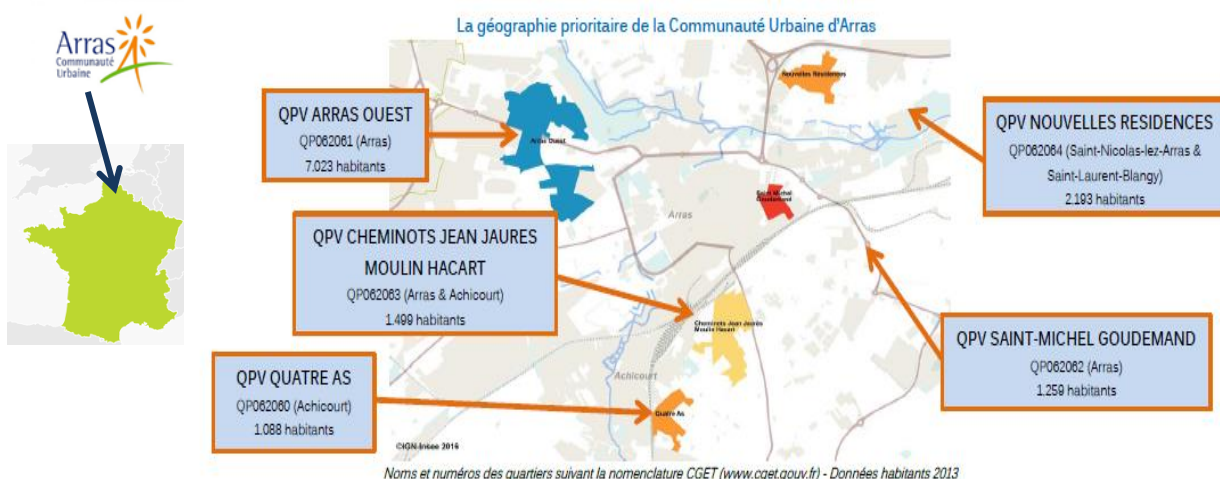 Arras
Communauté
Urbaine
La géographie prioritaire de la Communauté Urbaine d'Arras
QPV ARRAS OUEST
QP062061 (Arras)
7.023 habitants
QPV NOUVELLES RESIDENCES
QP062064 (Saint-Nicolas-lez-Arras &
Saint-Laurent-Blangy)
2.193 habitants
QPV CHEMINOTS JEAN JAURES
MOULIN HACART
QP062063 (Arras & Achicourt)
1.499 habitants
QPV SAINT-MICHEL GOUDEMAND
QP062062 (Arras)
1.259 habitants
QPV QUATRE AS
QP062060 (Achicourt)
1.088 habitants
Nouvelles Résidences
Arras Ouest
Saint Michel
Goudemand
Arras
Cheminots Jean Jaurès
Moulin Hacart
Achicourt
Quatre As
©IGN-Insee 2016
Noms et numéros des quartiers suivant la nomenclature CGET (www.cget.gouv.fr) - Données habitants 2013